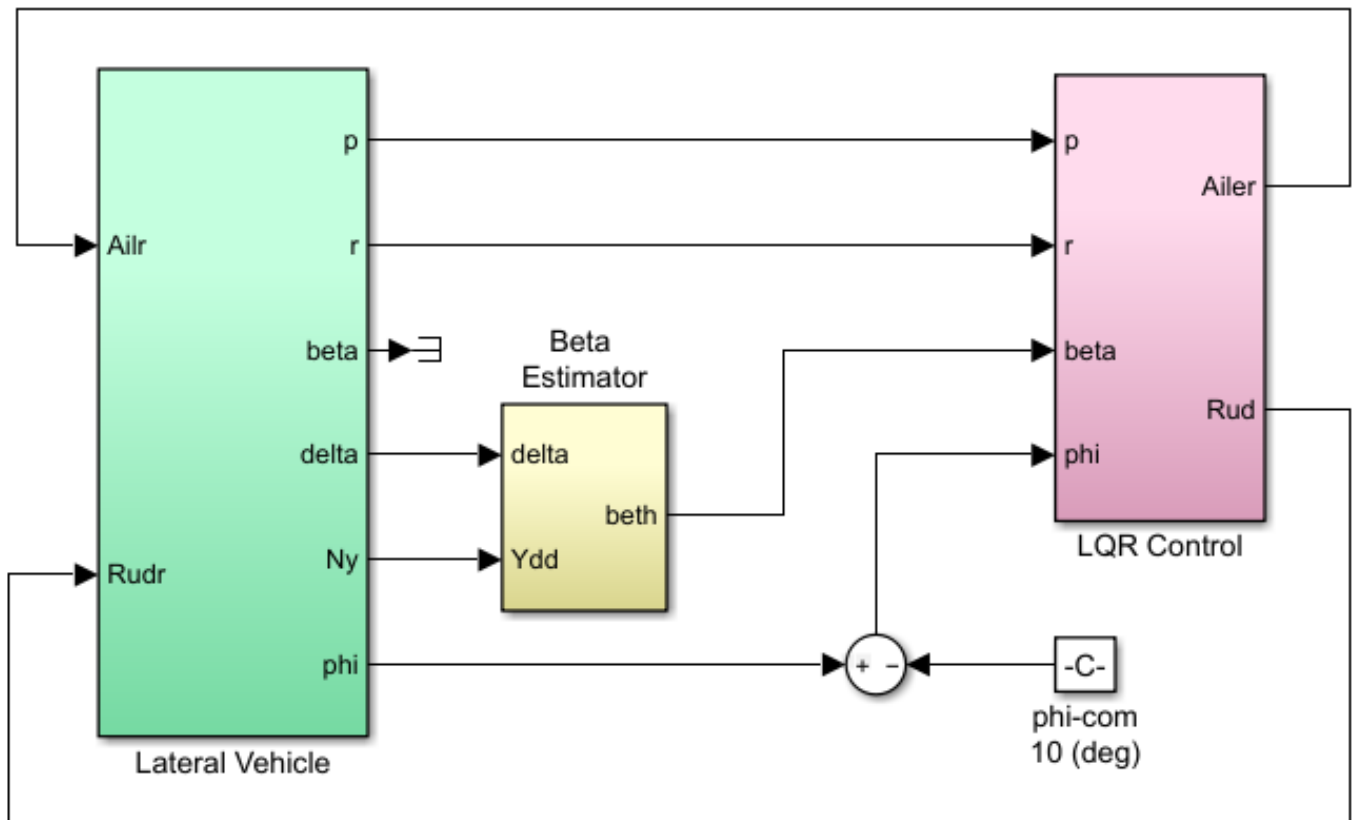 p
Ailr
r
beta
delta
Ny
Rudr
phi
Lateral Vehicle
Beta
Estimator
delta
beth
Ydd
p
Ailer
r
beta
Rud
phi
LQR Control
+ −
-C-
phi-com
10 (deg)